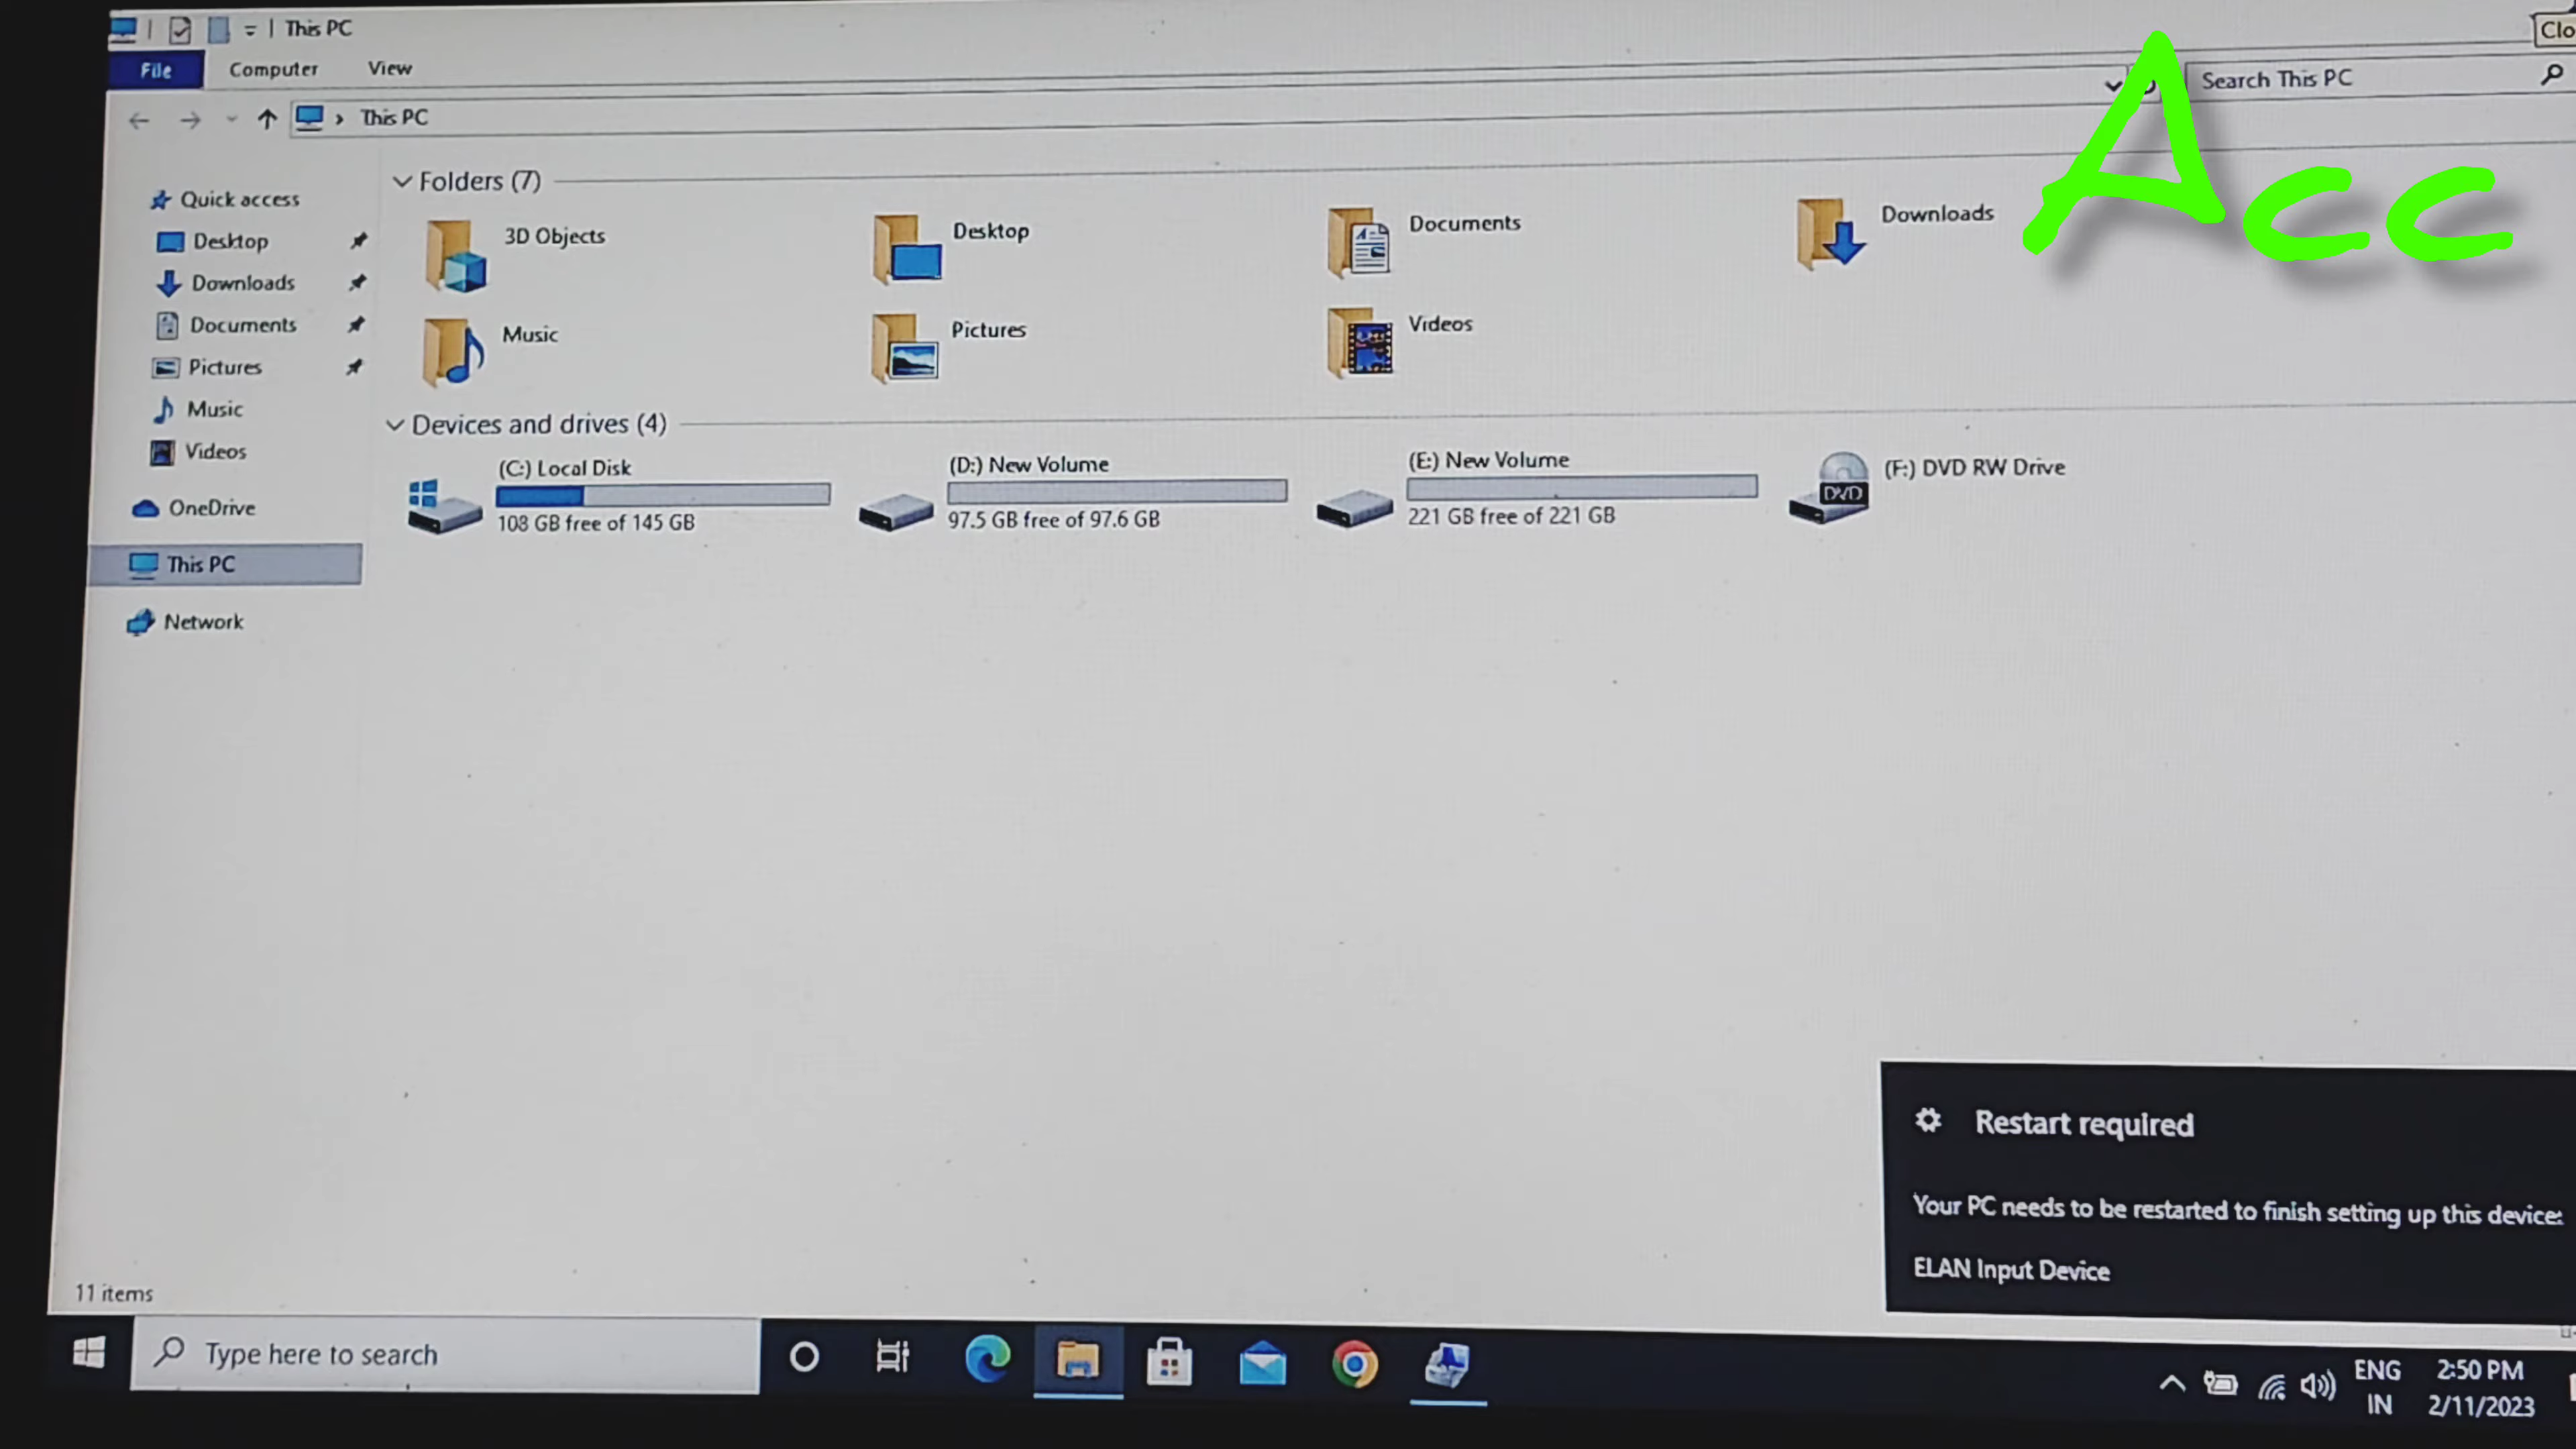 This PC
Clo
File Computer View
This PC
Search This PC
Acc
Quick access
Desktop
Downloads
Documents
Pictures
Music
Videos
OneDrive
This PC
Network
Folders (7)
3D Objects
Desktop
Documents
Downloads
Music
Pictures
Videos
Devices and drives (4)
(C:) Local Disk
108 GB free of 145 GB
(D:) New Volume
97.5 GB free of 97.6 GB
(E:) New Volume
221 GB free of 221 GB
(F:) DVD RW Drive
DVD
Restart required
Your PC needs to be restarted to finish setting up this device:
ELAN Input Device
11 items
Type here to search
ENG
IN
2:50 PM
2/11/2023